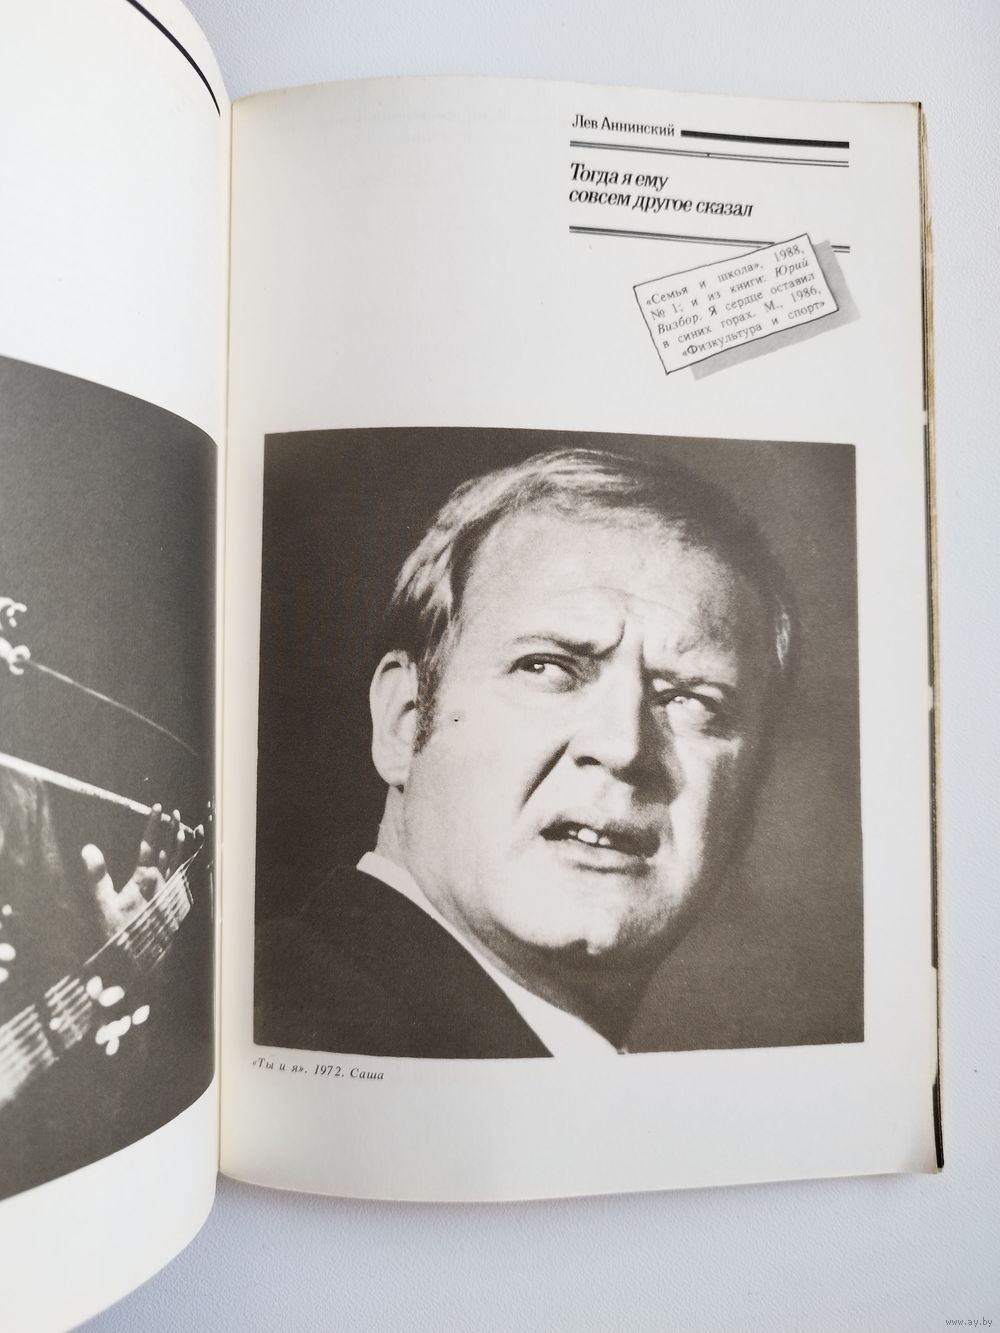 Лев Аннинский
Тогда я ему
совсем другое сказал
«Семья и школа», 1988,
№ 1; и из книги: Юрий
Визбор. Я сердце оставил
в синих горах. М., 1986,
«Физкультура и спорт»
«Ты и я». 1972. Саша
www.ay.by